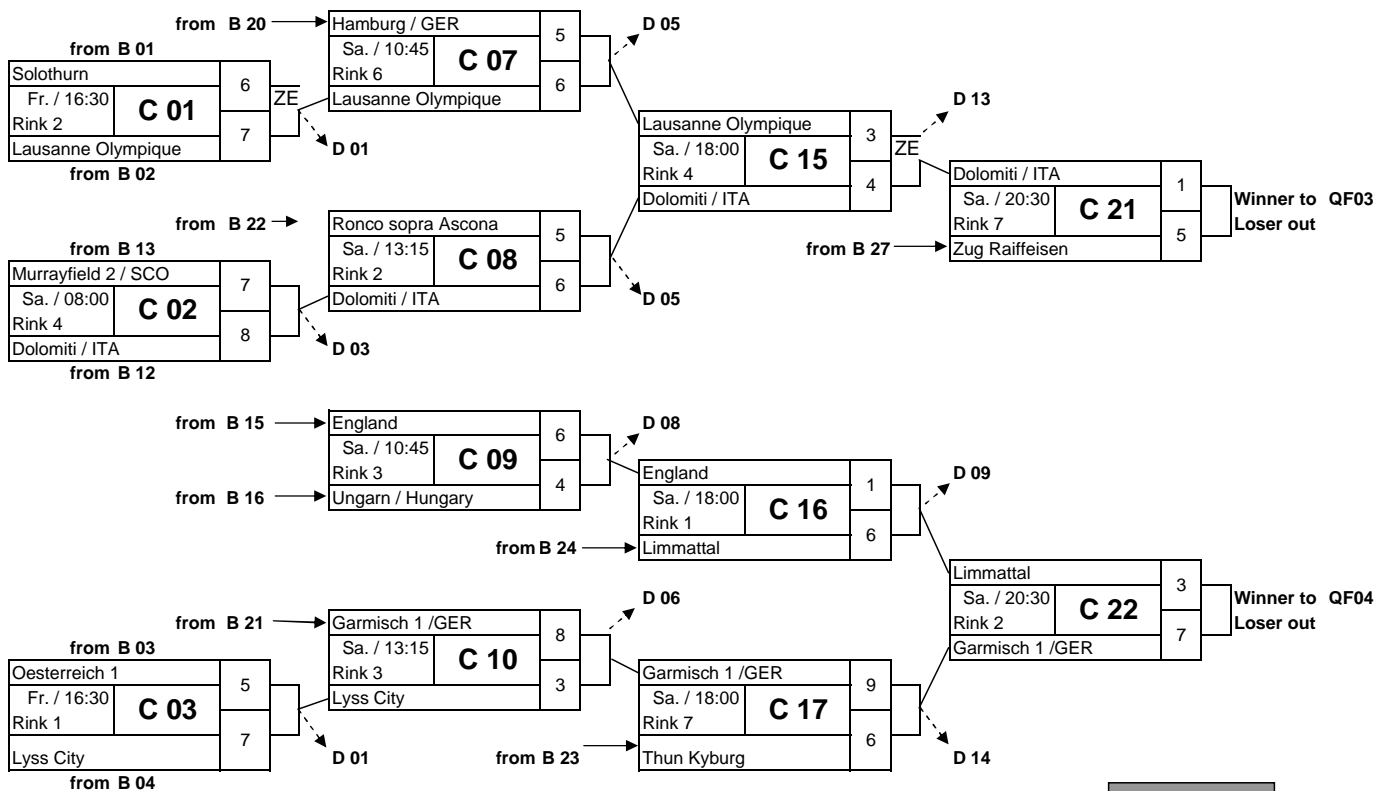 from B 20
Hamburg / GER
5
D 05
Sa. / 10:45
Rink 6
C 07
6
Lausanne Olympique
from B 01
Solothurn
6
ZE
Fr. / 16:30
Rink 2
C 01
7
Lausanne Olympique
D 01
from B 02
Lausanne Olympique
3
ZE
D 13
Sa. / 18:00
Rink 4
C 15
4
Dolomiti / ITA
Dolomiti / ITA
1
Sa. / 20:30
Rink 7
C 21
5
Winner to QF03
Loser out
from B 27
Zug Raiffeisen
from B 22
Ronco sopra Ascona
5
Sa. / 13:15
Rink 2
C 08
6
Dolomiti / ITA
D 05
from B 13
Murrayfield 2 / SCO
7
Sa. / 08:00
Rink 4
C 02
8
Dolomiti / ITA
D 03
from B 12
from B 15
England
6
D 08
Sa. / 10:45
Rink 3
C 09
4
from B 16
Ungarn / Hungary
England
1
D 09
Sa. / 18:00
Rink 1
C 16
6
from B 24
Limmattal
Limmattal
3
Sa. / 20:30
Rink 2
C 22
7
Winner to QF04
Loser out
Garmisch 1 /GER
from B 21
Garmisch 1 /GER
8
D 06
Sa. / 13:15
Rink 3
C 10
3
Lyss City
from B 03
Oesterreich 1
5
Fr. / 16:30
Rink 1
C 03
7
Lyss City
D 01
from B 04
Garmisch 1 /GER
9
Sa. / 18:00
Rink 7
C 17
6
from B 23
Thun Kyburg
D 14